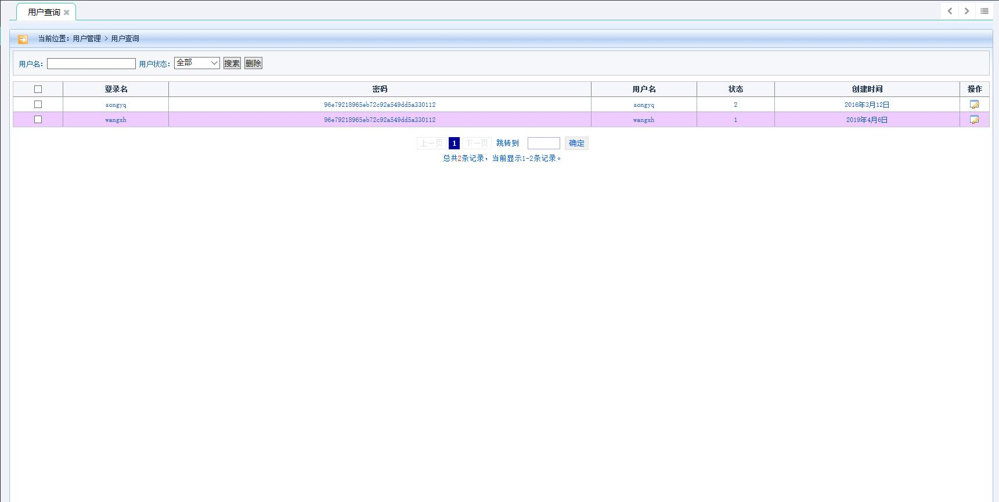 用户查询
当前位置：用户管理 > 用户查询
用户名： 用户状态： 全部 搜索 删除
登录名 密码 用户名 状态 创建时间 操作
songyq 96e79218965eb72c92a549dd5a330112 songyq 2 2016年3月12日
wangxh 96e79218965eb72c92a549dd5a330112 wangxh 1 2019年4月6日
上一页 1 下一页 跳转到 确定
总共2条记录，当前显示1-2条记录。